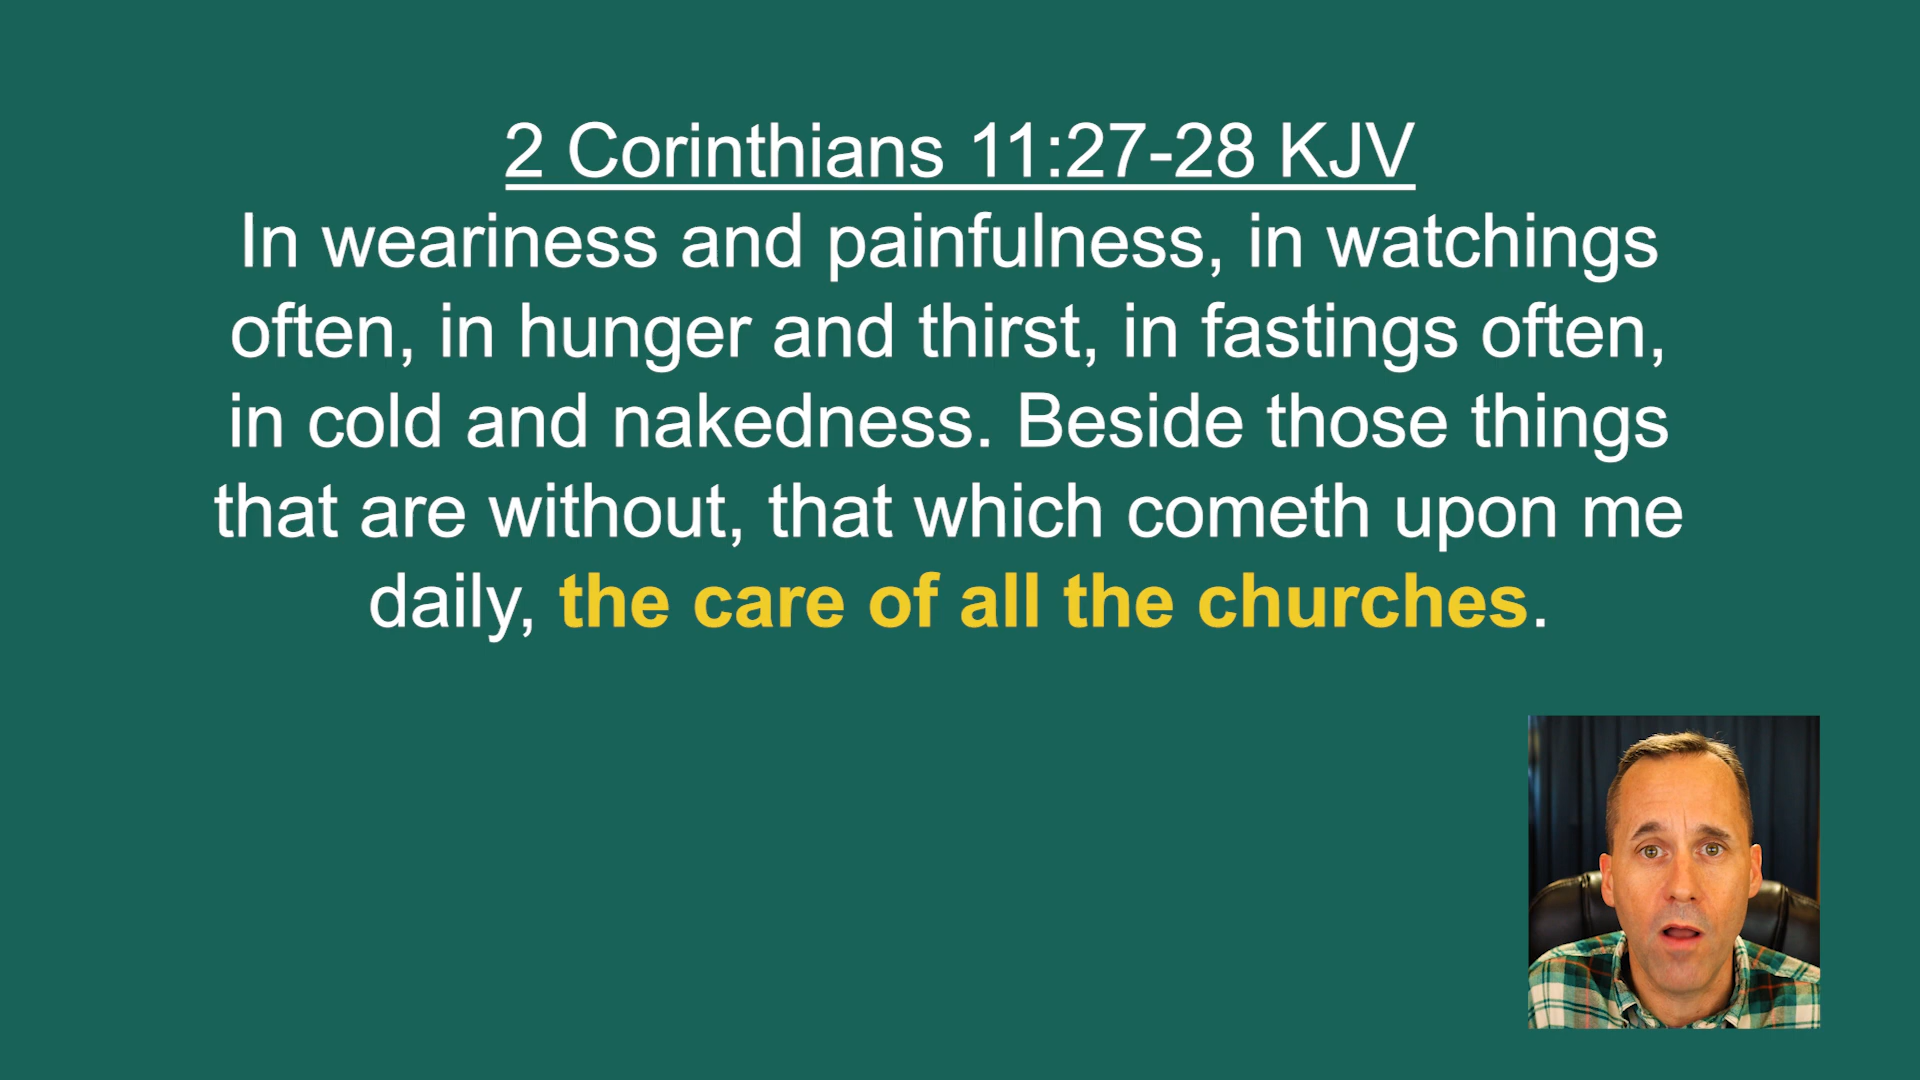 2 Corinthians 11:27-28 KJV
In weariness and painfulness, in watchings
often, in hunger and thirst, in fastings often,
in cold and nakedness. Beside those things
that are without, that which cometh upon me
daily, the care of all the churches.